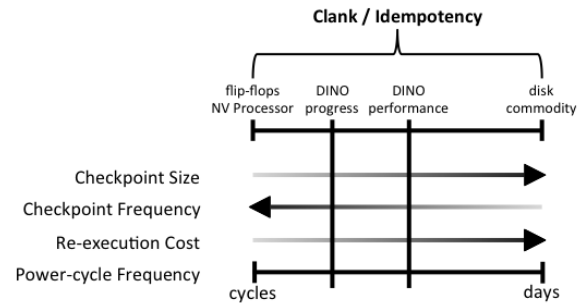 Clank / Idempotency
flip-flops DINO DINO disk
NV Processor progress performance commodity
Checkpoint Size
Checkpoint Frequency
Re-execution Cost
Power-cycle Frequency
cycles days